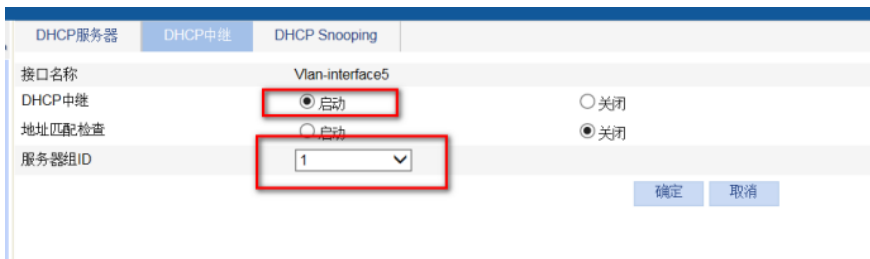 DHCP服务器 DHCP中继 DHCP Snooping
接口名称 Vlan-interface5
DHCP中继 启动 关闭
地址匹配检查 启动 关闭
服务器组ID 1
确定 取消